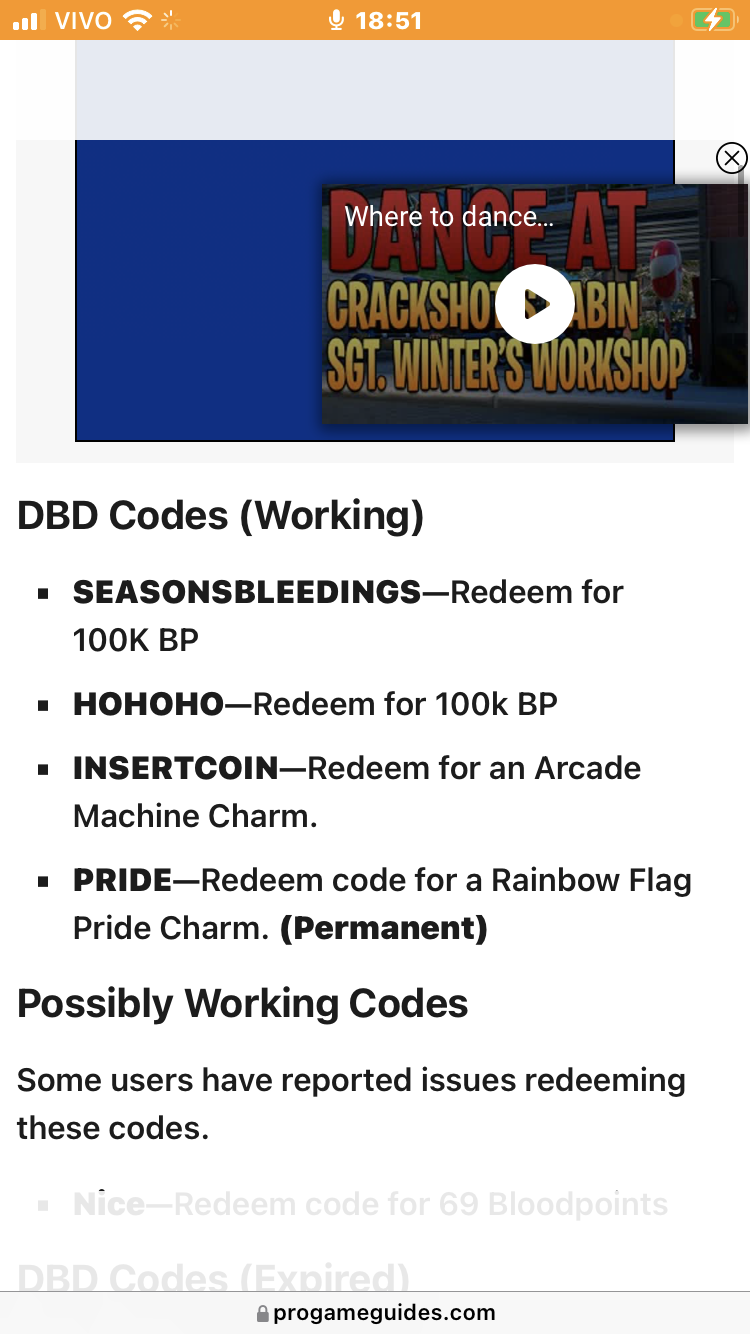 VIVO 18:51
Where to dance...
DANCE AT
CRACKSHOT'S CABIN
SGT. WINTER'S WORKSHOP
DBD Codes (Working)
▪ SEASONSBLEEDINGS—Redeem for
100K BP
▪ HOHOHO—Redeem for 100k BP
▪ INSERTCOIN—Redeem for an Arcade
Machine Charm.
▪ PRIDE—Redeem code for a Rainbow Flag
Pride Charm. (Permanent)
Possibly Working Codes
Some users have reported issues redeeming
these codes.
▪ Nice—Redeem code for 69 Bloodpoints
DBD Codes (Expired)
progameguides.com